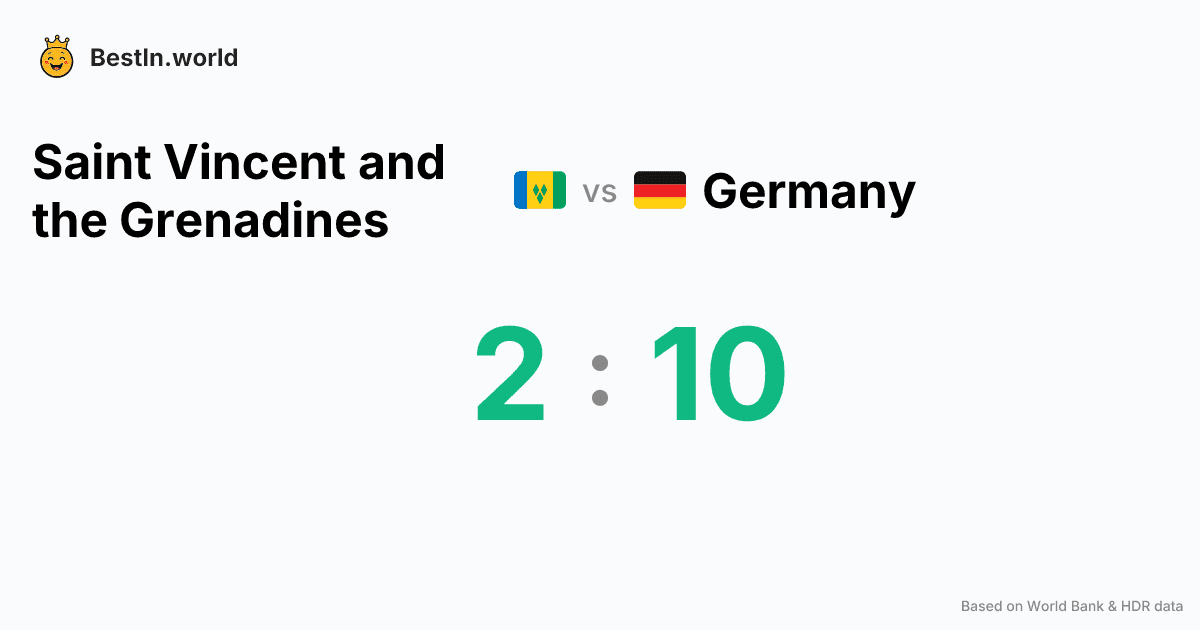 BestIn.world
Saint Vincent and
the Grenadines
vs
Germany
2 : 10
Based on World Bank & HDR data